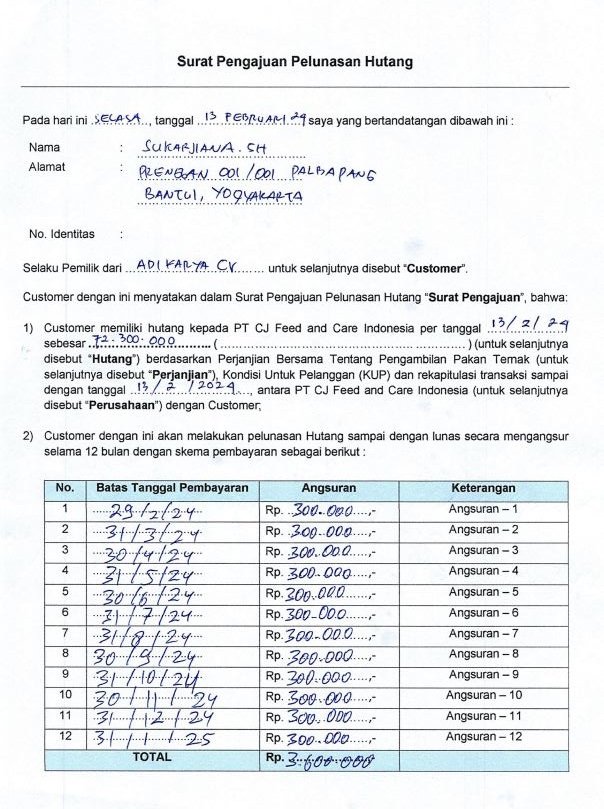 Surat Pengajuan Pelunasan Hutang
Pada hari ini .SELASA.., tanggal ..13 FEBRUARI 24 saya yang bertandatangan dibawah ini :
Nama : SUKARJIANA. SH
Alamat : PRENGAN 001/001 PALBAPANG
BANTUL, YOGYAKARTA
No. Identitas :
Selaku Pemilik dari ...ADI KARYA CV....... untuk selanjutnya disebut “Customer”.
Customer dengan ini menyatakan dalam Surat Pengajuan Pelunasan Hutang “Surat Pengajuan”, bahwa:
1) Customer memiliki hutang kepada PT CJ Feed and Care Indonesia per tanggal 13/2/24
sebesar 72.300.000 ( ........................................ ) (untuk selanjutnya
disebut “Hutang”) berdasarkan Perjanjian Bersama Tentang Pengambilan Pakan Ternak (untuk
selanjutnya disebut “Perjanjian”), Kondisi Untuk Pelanggan (KUP) dan rekapitulasi transaksi sampai
dengan tanggal ..13/2/2024.., antara PT CJ Feed and Care Indonesia (untuk selanjutnya
disebut “Perusahaan”) dengan Customer;
2) Customer dengan ini akan melakukan pelunasan Hutang sampai dengan lunas secara mengangsur
selama 12 bulan dengan skema pembayaran sebagai berikut :
No. Batas Tanggal Pembayaran Angsuran Keterangan
1 29/2/24 Rp. 300.000.....,- Angsuran – 1
2 31/3/24 Rp. 300.000.....,- Angsuran – 2
3 30/4/24 Rp. 300.000.....,- Angsuran – 3
4 31/5/24 Rp. 300.000.....,- Angsuran – 4
5 30/6/24 Rp. 300.000.....,- Angsuran – 5
6 31/7/24 Rp. 300.000.....,- Angsuran – 6
7 31/8/24 Rp. 300.000.....,- Angsuran – 7
8 30/9/24 Rp. 300.000.....,- Angsuran – 8
9 31/10/24 Rp. 300.000.....,- Angsuran – 9
10 30/11/24 Rp. 300.000.....,- Angsuran – 10
11 31/12/24 Rp. 300.000.....,- Angsuran – 11
12 31/1/25 Rp. 300.000.....,- Angsuran – 12
TOTAL Rp. 3.600.000